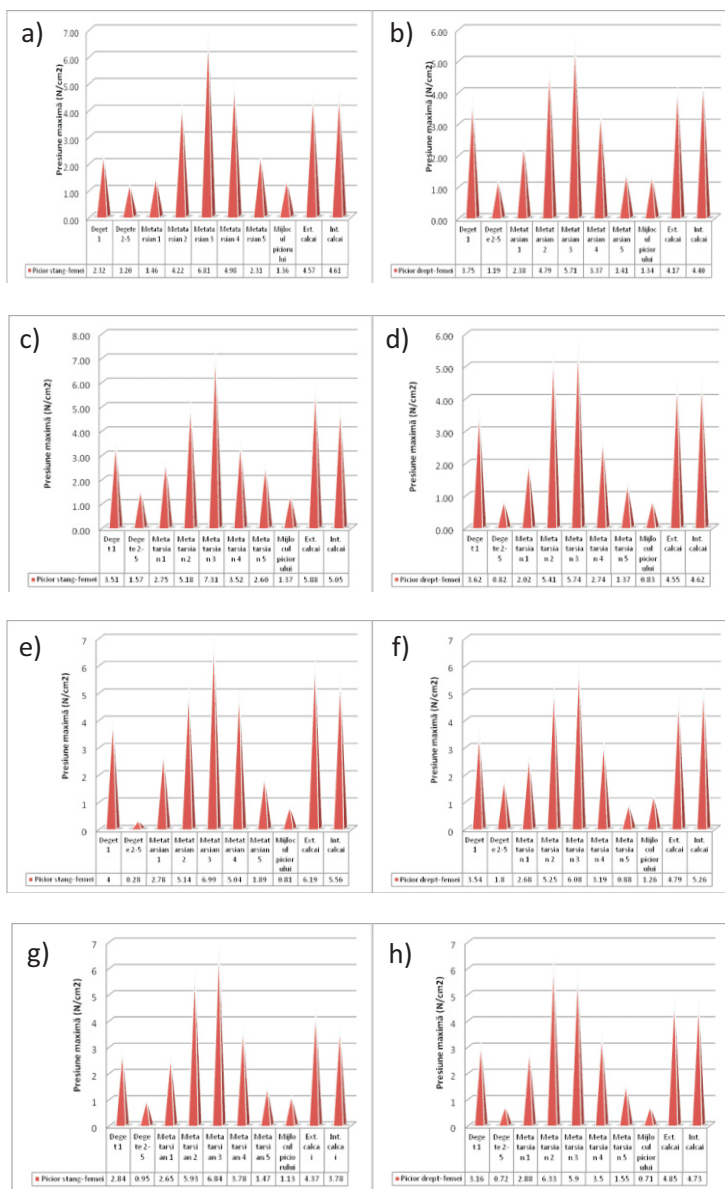 a)
Presiune maximă (N/cm2)
7.00
6.00
5.00
4.00
3.00
2.00
1.00
0.00
Deget 1 Degete 2-5 Metatarsian 1 Metatarsian 2 Metatarsian 3 Metatarsian 4 Metatarsian 5 Mijlocul piciorului Ext. calcai Int. calcai
Picior stang-femei 2.32 1.20 1.46 4.22 6.81 4.98 2.31 1.36 4.57 4.61
b)
Presiune maximă (N/cm2)
6.00
5.00
4.00
3.00
2.00
1.00
0.00
Deget 1 Degete 2-5 Metatarsian 1 Metatarsian 2 Metatarsian 3 Metatarsian 4 Metatarsian 5 Mijlocul piciorului Ext. calcai Int. calcai
Picior drept-femei 3.75 1.19 2.38 4.79 5.71 3.37 1.41 1.34 4.17 4.40
c)
Presiune maximă (N/cm2)
8.00
7.00
6.00
5.00
4.00
3.00
2.00
1.00
0.00
Deget 1 Degete 2-5 Metatarsian 1 Metatarsian 2 Metatarsian 3 Metatarsian 4 Metatarsian 5 Mijlocul piciorului Ext. calcai Int. calcai
Picior stang-femei 3.51 1.57 2.75 5.18 7.31 3.52 2.60 1.37 5.88 5.05
d)
Presiune maximă (N/cm2)
6.00
5.00
4.00
3.00
2.00
1.00
0.00
Deget 1 Degete 2-5 Metatarsian 1 Metatarsian 2 Metatarsian 3 Metatarsian 4 Metatarsian 5 Mijlocul piciorului Ext. calcai Int. calcai
Picior drept-femei 3.62 0.82 2.02 5.41 5.74 2.74 1.37 0.83 4.55 4.62
e)
Presiune maximă (N/cm2)
7
6
5
4
3
2
1
0
Deget 1 Degete 2-5 Metatarsian 1 Metatarsian 2 Metatarsian 3 Metatarsian 4 Metatat 5 Mijlocul piciorului Ext. calcai Int. calcai
Picior stang-femei 4 0.28 2.78 5.14 6.99 5.04 1.89 0.81 6.19 5.56
f)
Presiune maximă (N/cm2)
7
6
5
4
3
2
1
0
Deget 1 Degete 2-5 Metatarsian 1 Metatarsian 2 Metatarsian 3 Metatarsian 4 Metatarsian 5 Mijlocul piciorului Ext. calcai Int. calcai
Picior drept-femei 3.54 1.8 2.68 5.25 6.08 3.19 0.88 1.26 4.79 5.26
g)
Presiune maximă (N/cm2)
7
6
5
4
3
2
1
0
Deget 1 Degete 2-5 Metatarsian 1 Metatarsian 2 Metatarsian 3 Metatarsian 4 Metatarsian 5 Mijlocul piciorului Ext. calcai Int. calcai
Picior stang-femei 2.84 0.95 2.65 5.93 6.84 3.78 1.47 1.13 4.37 3.78
h)
Presiune maximă (N/cm2)
7
6
5
4
3
2
1
0
Deget 1 Degete 2-5 Metatarsian 1 Metatarsian 2 Metatarsian 3 Metatarsian 4 Metatarsian 5 Mijlocul piciorului Ext. calcai Int. calcai
Picior drept-femei 3.16 0.72 2.88 6.33 5.9 3.5 1.55 0.71 4.85 4.73